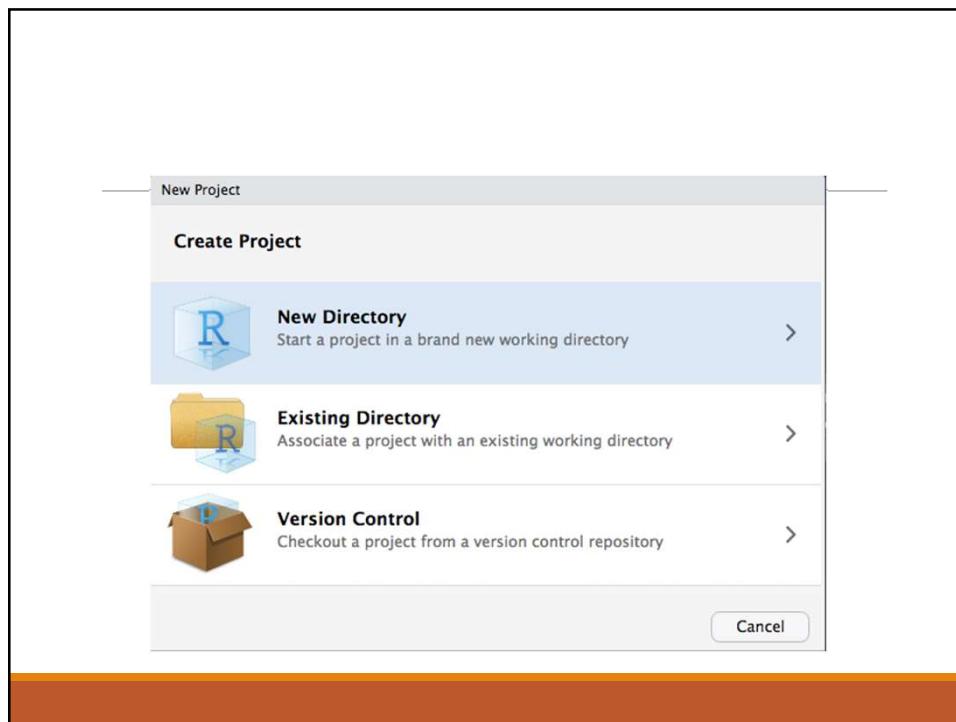 New Project
Create Project
R
New Directory
Start a project in a brand new working directory
R
Existing Directory
Associate a project with an existing working directory
R
Version Control
Checkout a project from a version control repository
Cancel